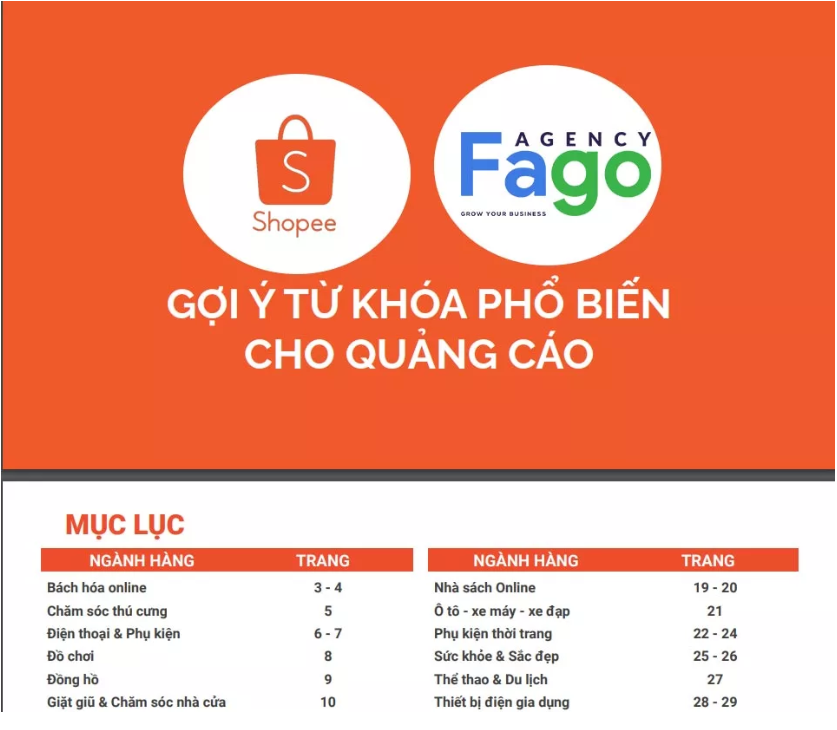 S
Shopee
AGENCY
Fago
GROW YOUR BUSINESS
GỢI Ý TỪ KHÓA PHỔ BIẾN
CHO QUẢNG CÁO
MỤC LỤC
NGÀNH HÀNG TRANG
Bách hóa online 3 - 4
Chăm sóc thú cưng 5
Điện thoại & Phụ kiện 6 - 7
Đồ chơi 8
Đồng hồ 9
Giặt giũ & Chăm sóc nhà cửa 10
NGÀNH HÀNG TRANG
Nhà sách Online 19 - 20
Ô tô - xe máy - xe đạp 21
Phụ kiện thời trang 22 - 24
Sức khỏe & Sắc đẹp 25 - 26
Thể thao & Du lịch 27
Thiết bị điện gia dụng 28 - 29